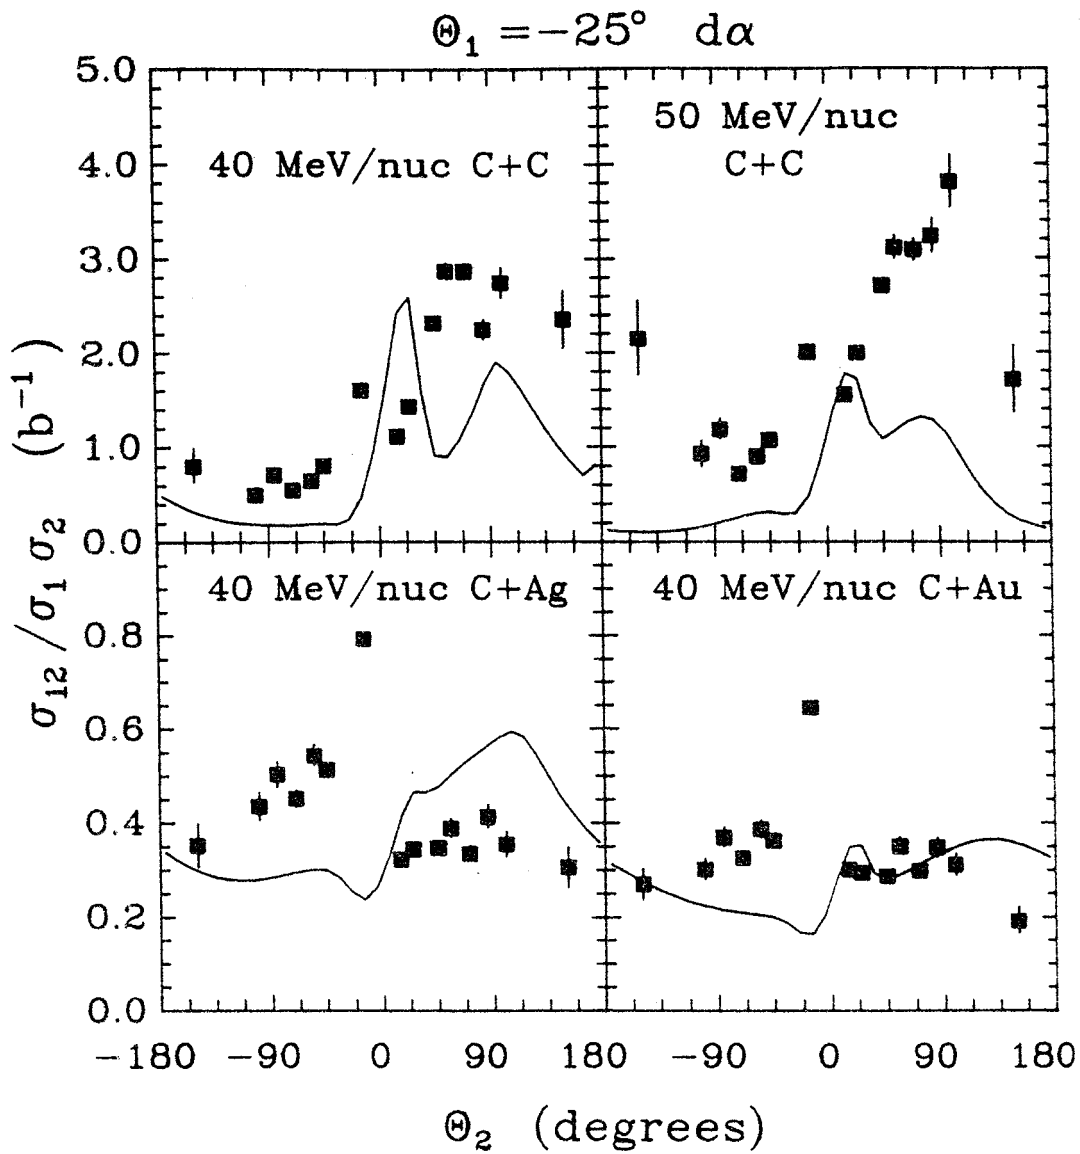 Θ₁ = −25° dα
5.0
4.0
3.0
2.0
1.0
0.0
40 MeV/nuc C+C
50 MeV/nuc
C+C
0.8
0.6
0.4
0.2
0.0
40 MeV/nuc C+Ag
40 MeV/nuc C+Au
σ₁₂/σ₁ σ₂ (b⁻¹)
−180 −90 0 90 180 −90 0 90 180
Θ₂ (degrees)